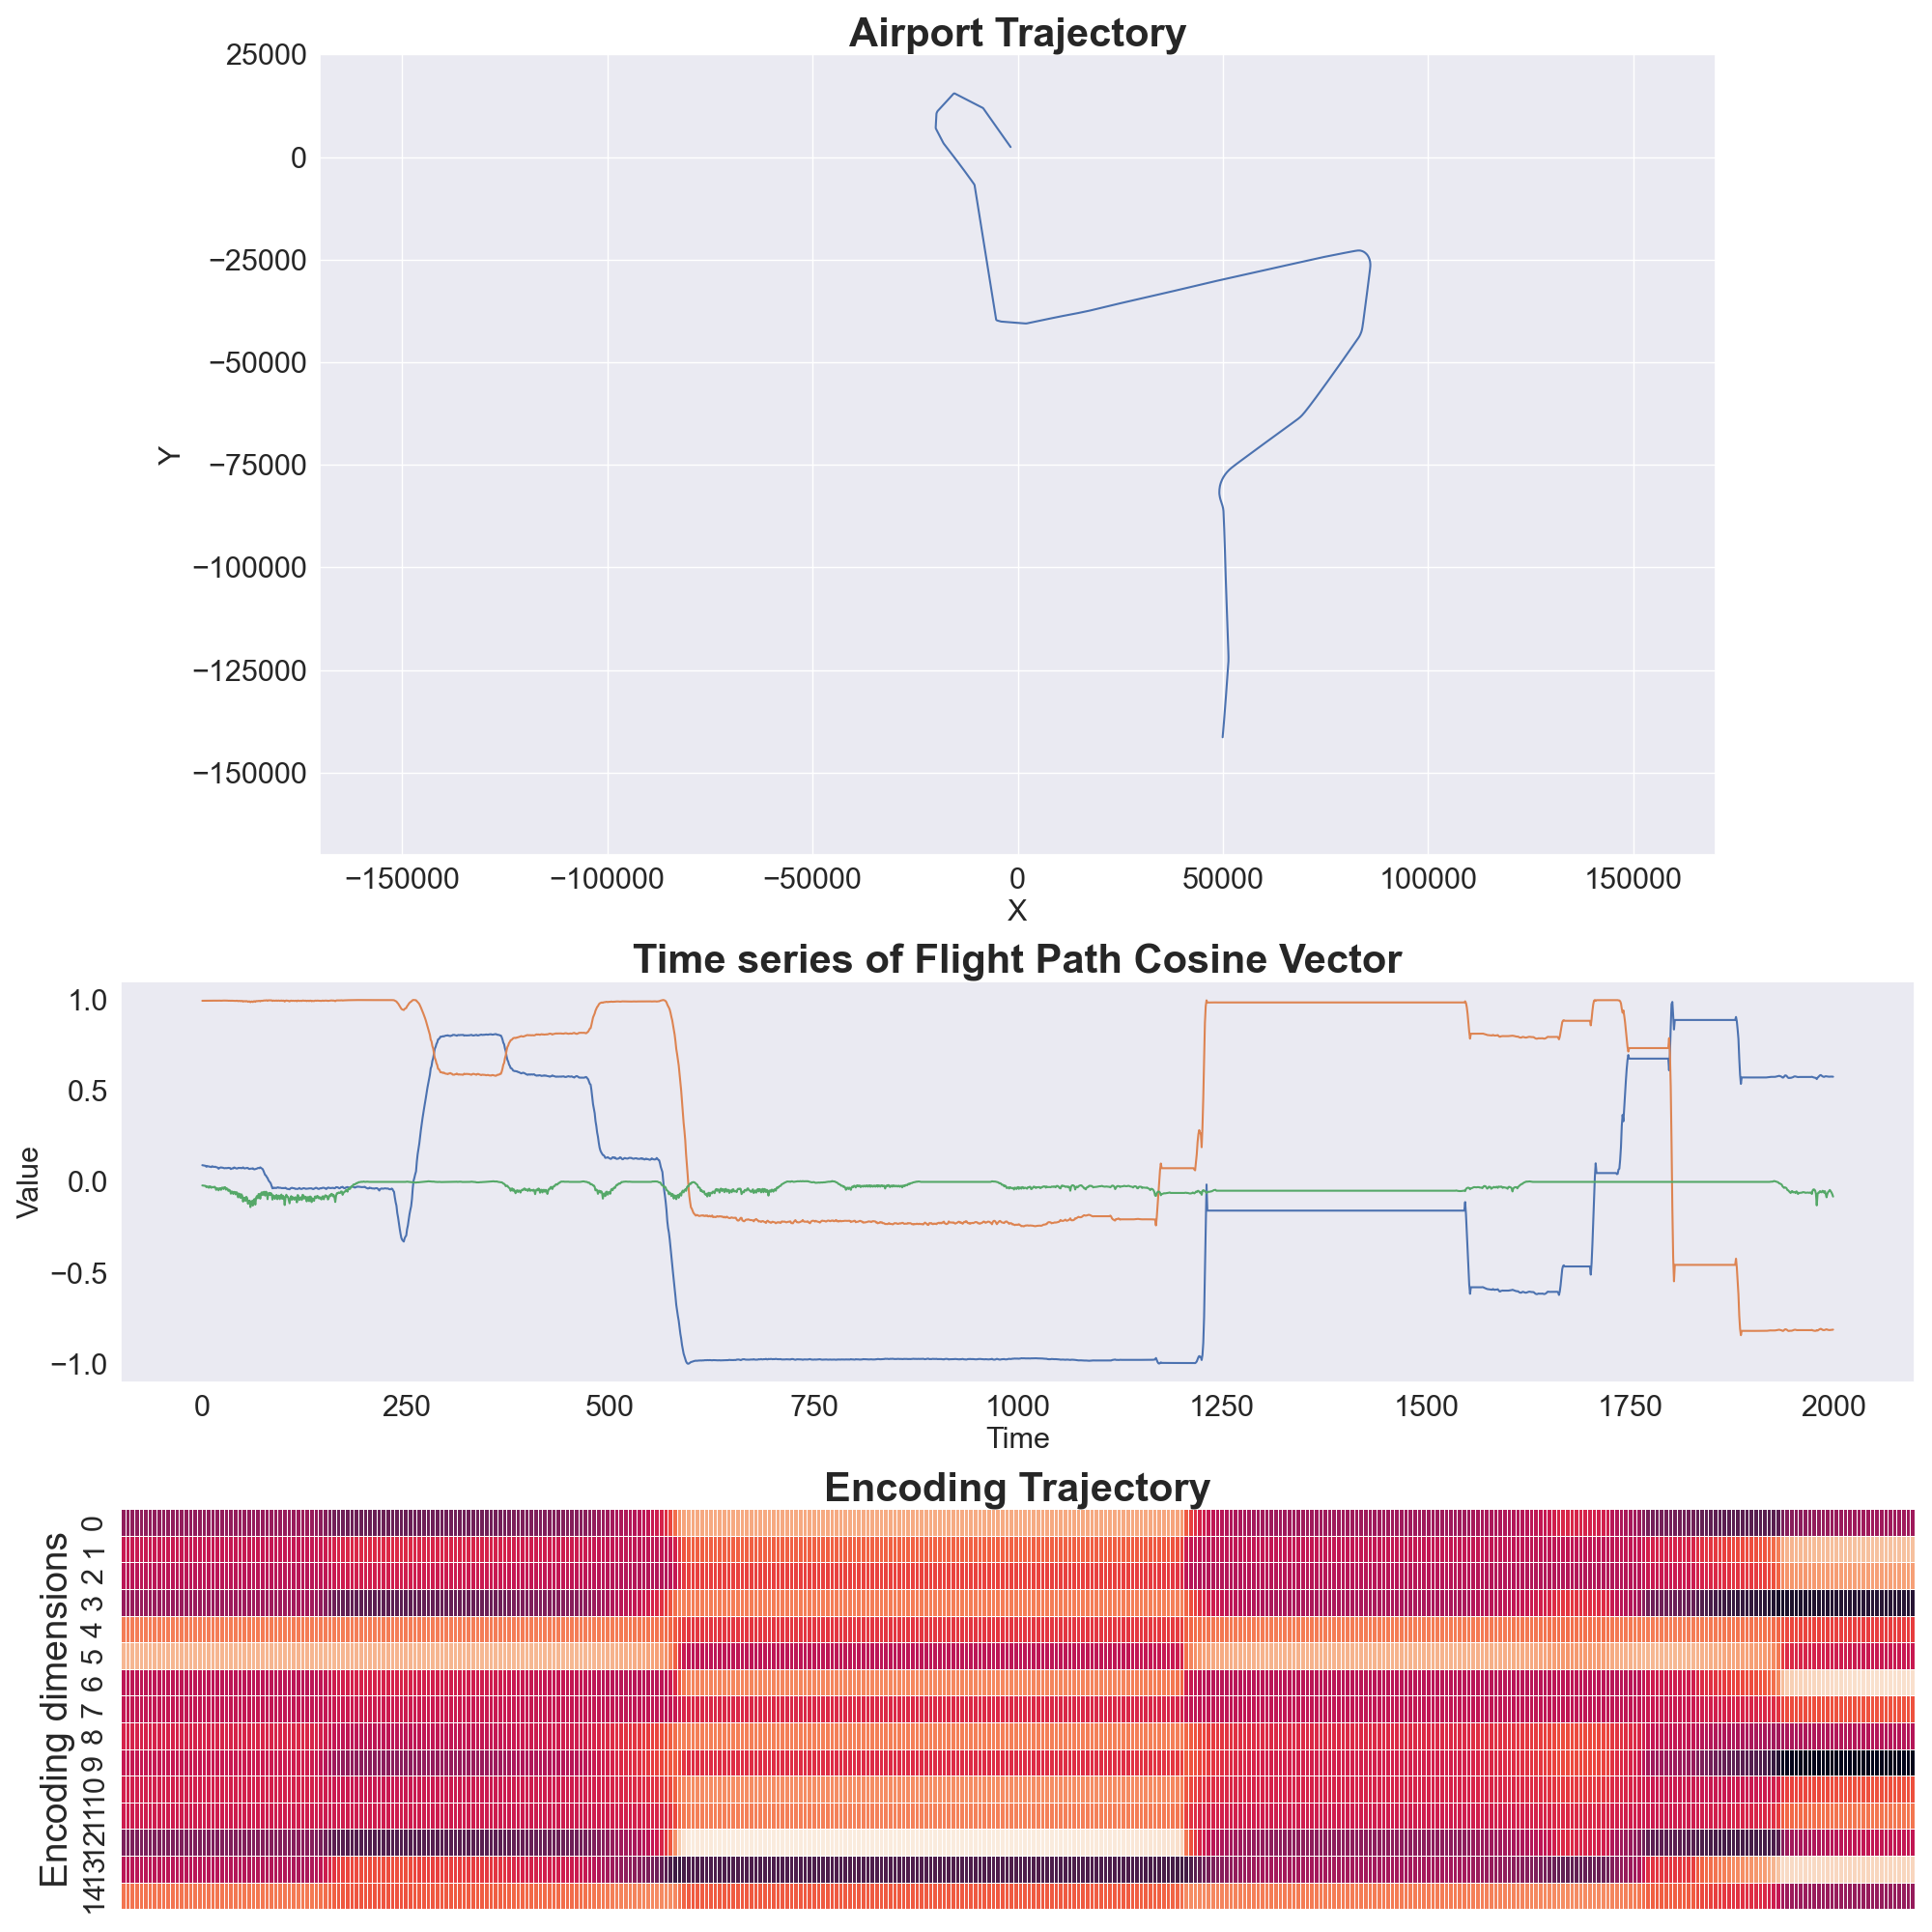 Airport Trajectory
25000
0
−25000
−50000
−75000
−100000
−125000
−150000
Y
−150000 −100000 −50000 0 50000 100000 150000
X
Time series of Flight Path Cosine Vector
1.0
0.5
0.0
−0.5
−1.0
Value
0 250 500 750 1000 1250 1500 1750 2000
Time
Encoding Trajectory
Encoding dimensions
0
1
2
3
4
5
6
7
8
9
10
11
12
13
14